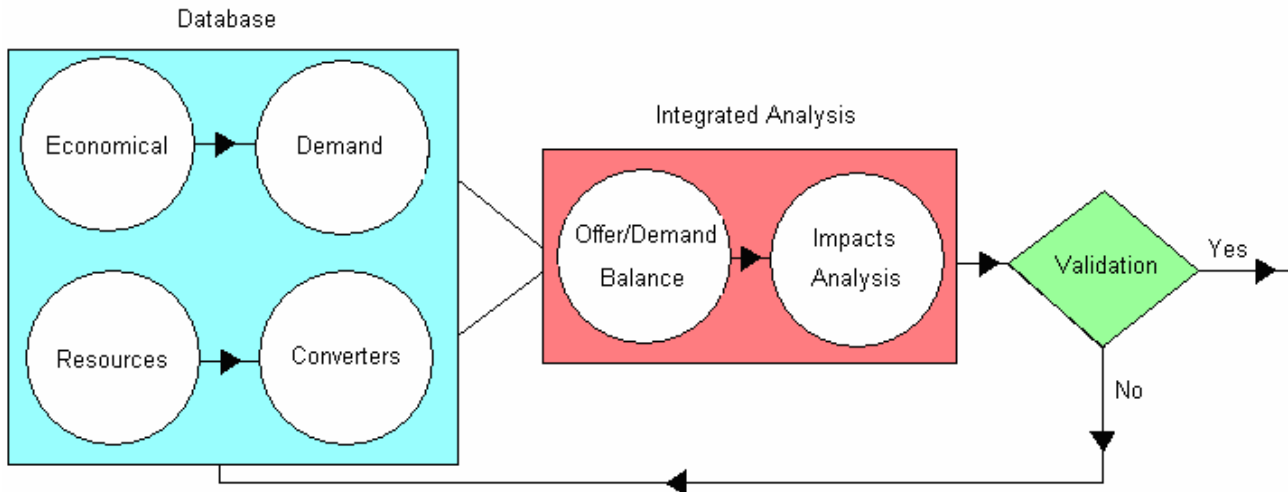 Database
Economical
Demand
Resources
Converters
Integrated Analysis
Offer/Demand
Balance
Impacts
Analysis
Validation
Yes
No